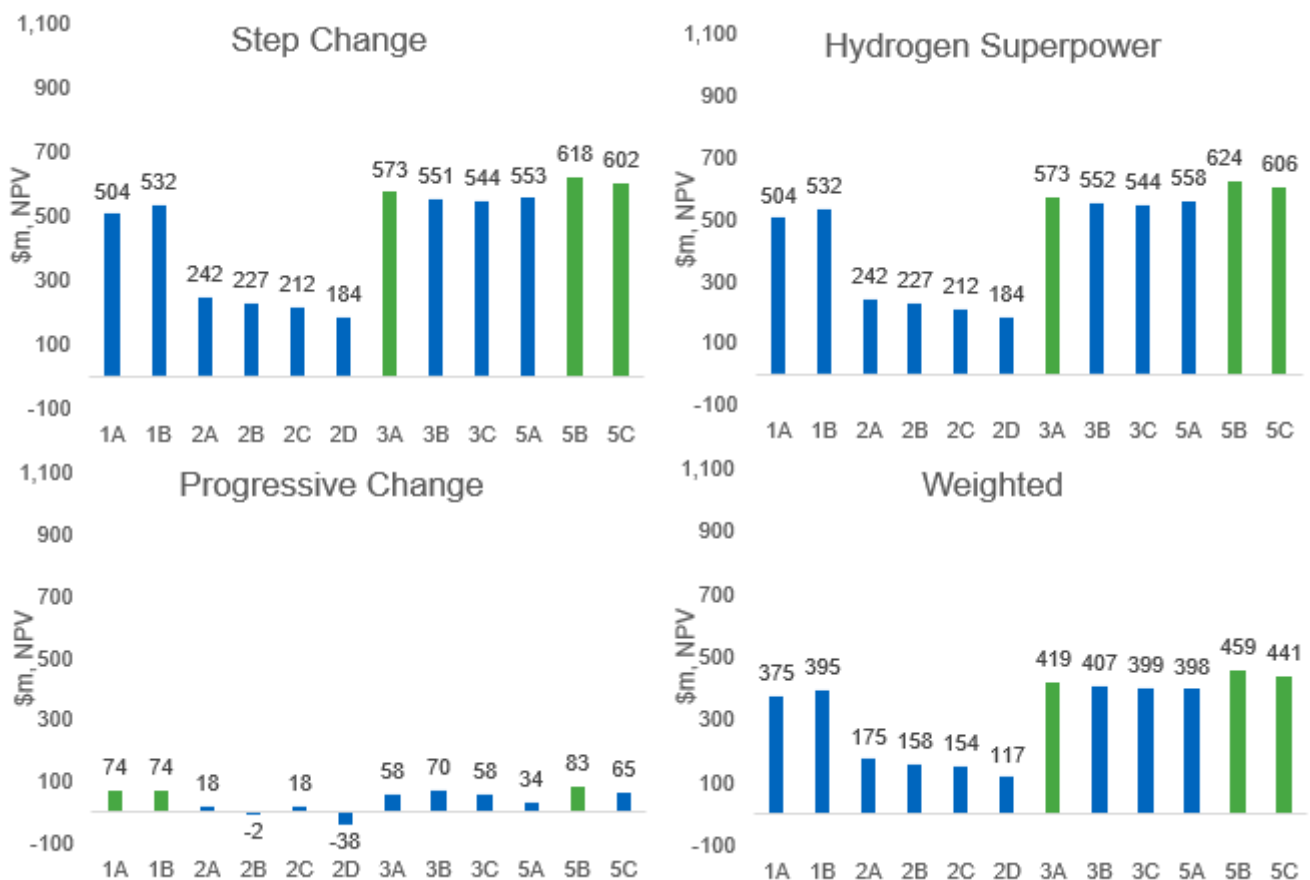 Step Change
1,100
900
700
500
300
100
-100
$m, NPV
504 532 242 227 212 184 573 551 544 553 618 602
1A 1B 2A 2B 2C 2D 3A 3B 3C 5A 5B 5C
Hydrogen Superpower
1,100
900
700
500
300
100
-100
$m, NPV
504 532 242 227 212 184 573 552 544 558 624 606
1A 1B 2A 2B 2C 2D 3A 3B 3C 5A 5B 5C
Progressive Change
1,100
900
700
500
300
100
-100
$m, NPV
74 74 18 -2 18 -38 58 70 58 34 83 65
1A 1B 2A 2B 2C 2D 3A 3B 3C 5A 5B 5C
Weighted
1,100
900
700
500
300
100
-100
$m, NPV
375 395 175 158 154 117 419 407 399 398 459 441
1A 1B 2A 2B 2C 2D 3A 3B 3C 5A 5B 5C